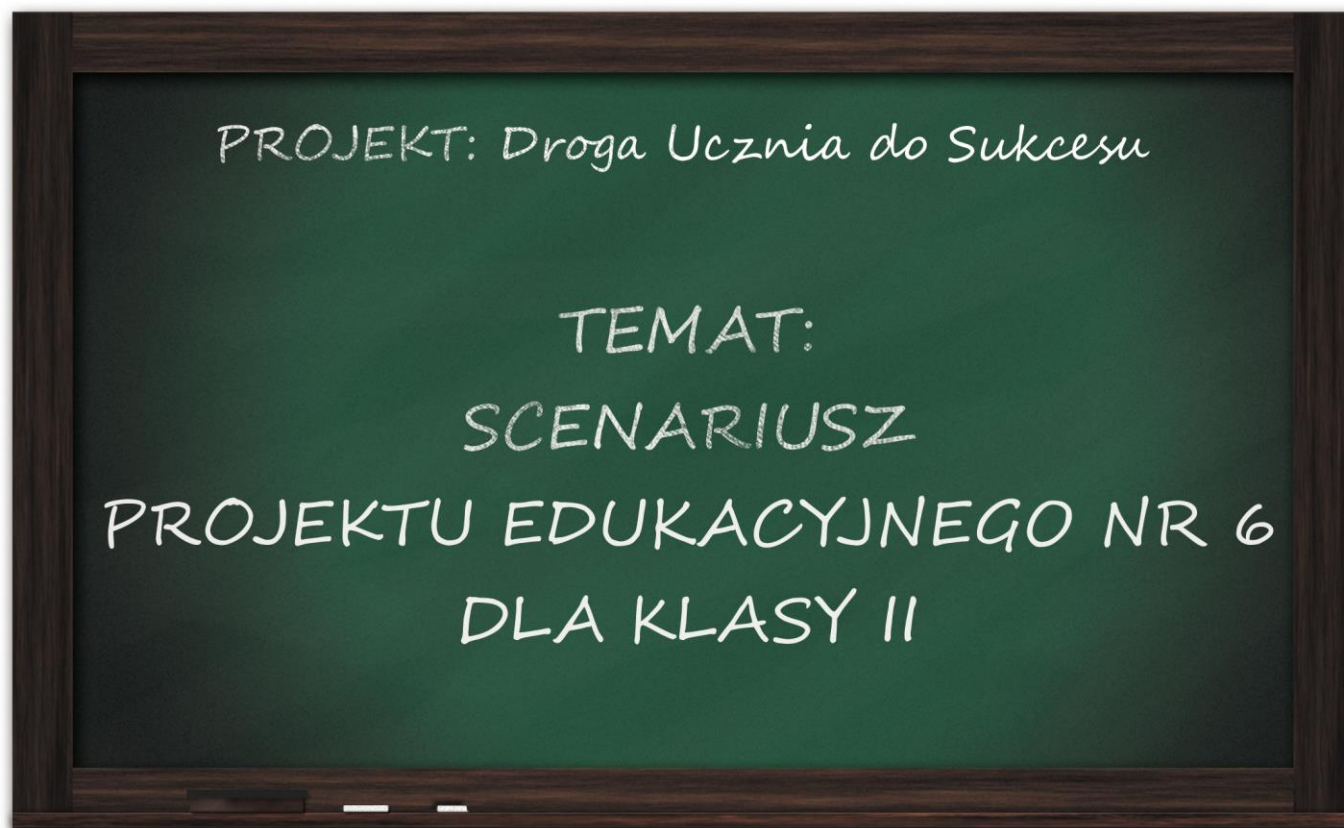 PROJEKT: Droga Ucznia do Sukcesu
TEMAT:
SCENARIUSZ
PROJEKTU EDUKACYJNEGO NR 6
DLA KLASY II